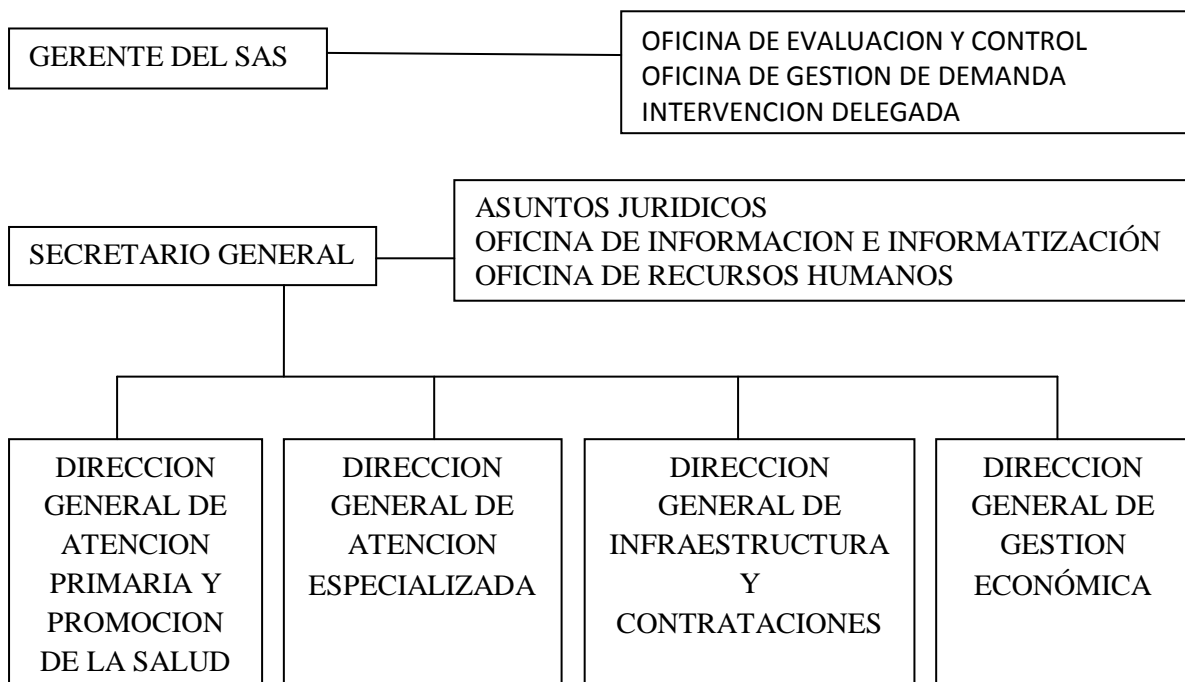 GERENTE DEL SAS
OFICINA DE EVALUACION Y CONTROL
OFICINA DE GESTION DE DEMANDA
INTERVENCION DELEGADA
SECRETARIO GENERAL
ASUNTOS JURIDICOS
OFICINA DE INFORMACION E INFORMATIZACIÓN
OFICINA DE RECURSOS HUMANOS
DIRECCION
GENERAL DE
ATENCION
PRIMARIA Y
PROMOCION
DE LA SALUD
DIRECCION
GENERAL DE
ATENCION
ESPECIALIZADA
DIRECCION
GENERAL DE
INFRAESTRUCTURA
Y
CONTRATACIONES
DIRECCION
GENERAL DE
GESTION
ECONÓMICA